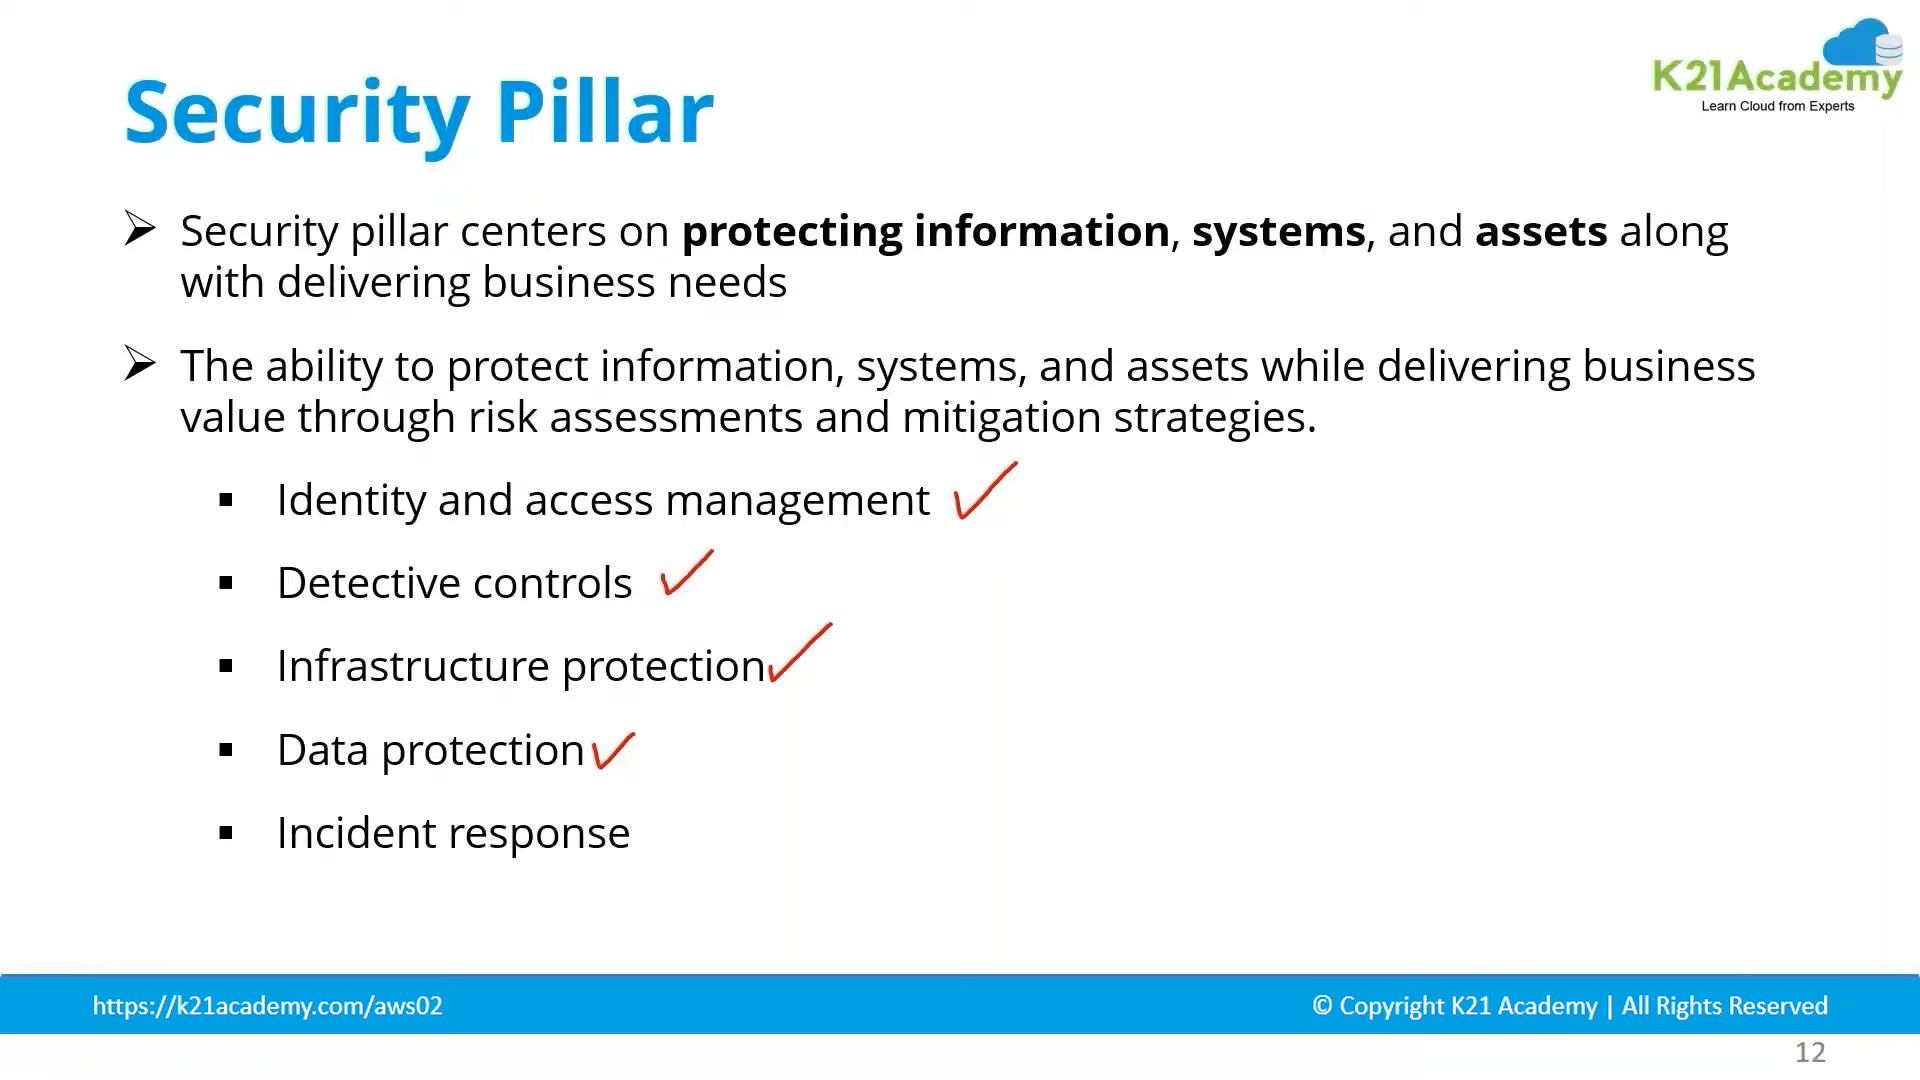 K21Academy
Learn Cloud from Experts
Security Pillar
Security pillar centers on protecting information, systems, and assets along
with delivering business needs
The ability to protect information, systems, and assets while delivering business
value through risk assessments and mitigation strategies.
Identity and access management
Detective controls
Infrastructure protection
Data protection
Incident response
https://k21academy.com/aws02
© Copyright K21 Academy | All Rights Reserved
12